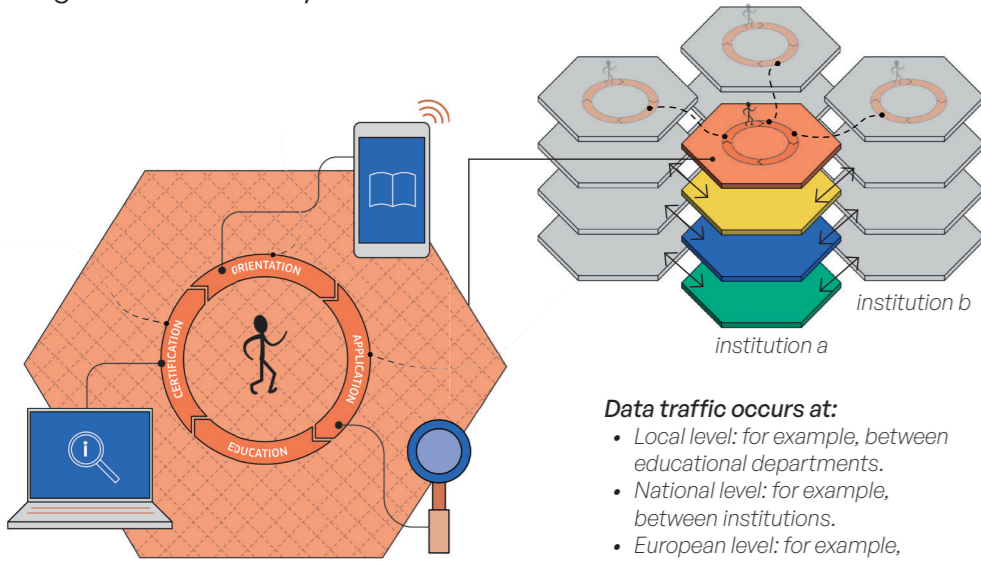 ORIENTATION
APPLICATION
EDUCATION
CERTIFICATION
i
institution b
institution a
Data traffic occurs at:
• Local level: for example, between
educational departments.
• National level: for example,
between institutions.
• European level: for example,